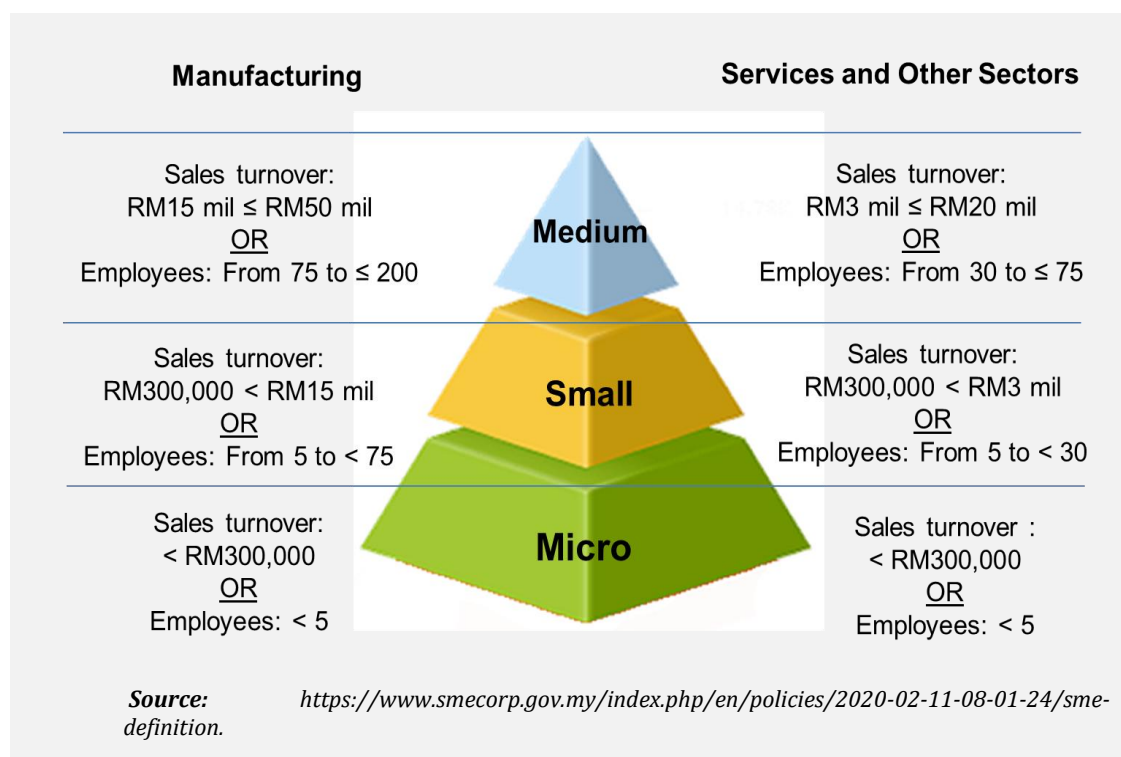 Manufacturing
Services and Other Sectors
Sales turnover:
RM15 mil ≤ RM50 mil
OR
Employees: From 75 to ≤ 200
Medium
Sales turnover:
RM3 mil ≤ RM20 mil
OR
Employees: From 30 to ≤ 75
Sales turnover:
RM300,000 < RM15 mil
OR
Employees: From 5 to < 75
Small
Sales turnover:
RM300,000 < RM3 mil
OR
Employees: From 5 to < 30
Sales turnover:
< RM300,000
OR
Employees: < 5
Micro
Sales turnover :
< RM300,000
OR
Employees: < 5
Source: https://www.smecorp.gov.my/index.php/en/policies/2020-02-11-08-01-24/sme-
definition.